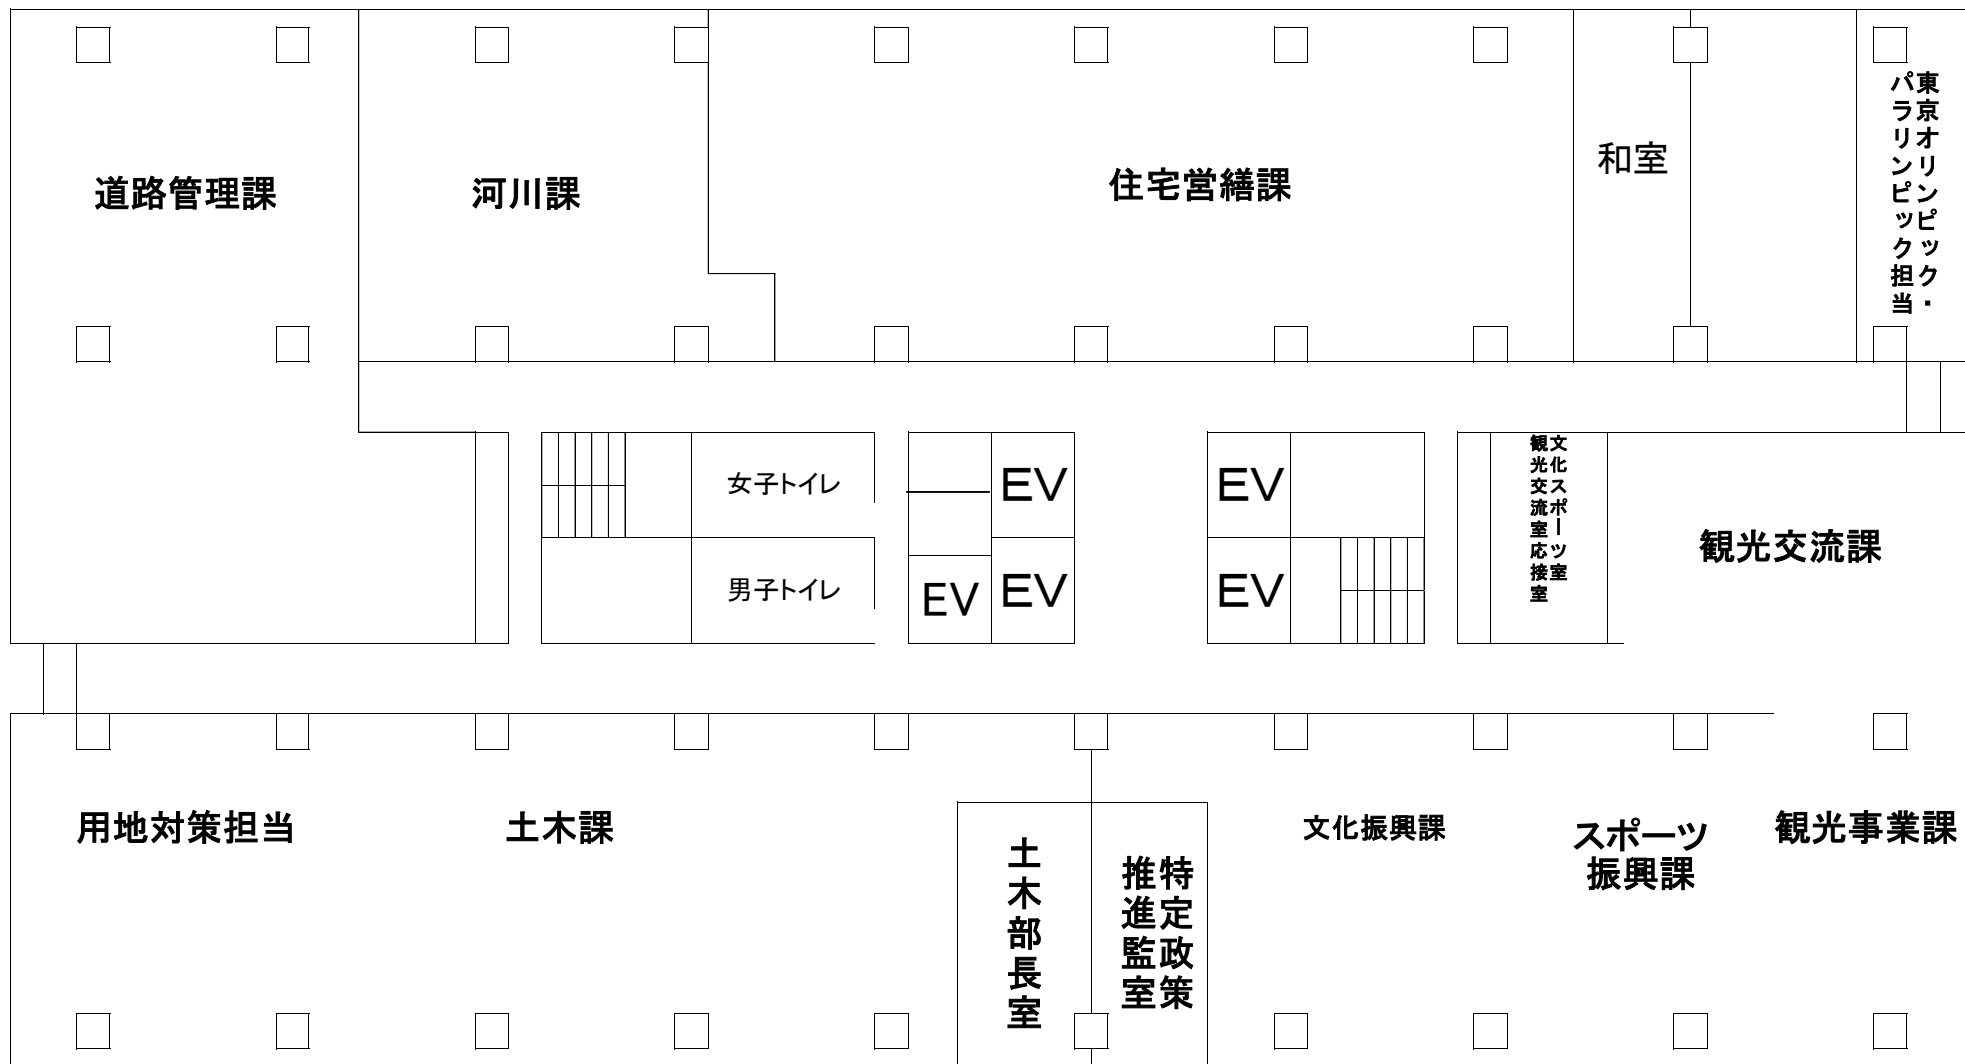 道路管理課
河川課
住宅営繕課
和室
東京オリンピック・
パラリンピック担当
女子トイレ
男子トイレ
EV
EV
EV
EV
EV
文化スポーツ室
観光交流室応接室
観光交流課
用地対策担当
土木課
土木部長室
特定政策
推進監室
文化振興課
スポーツ
振興課
観光事業課